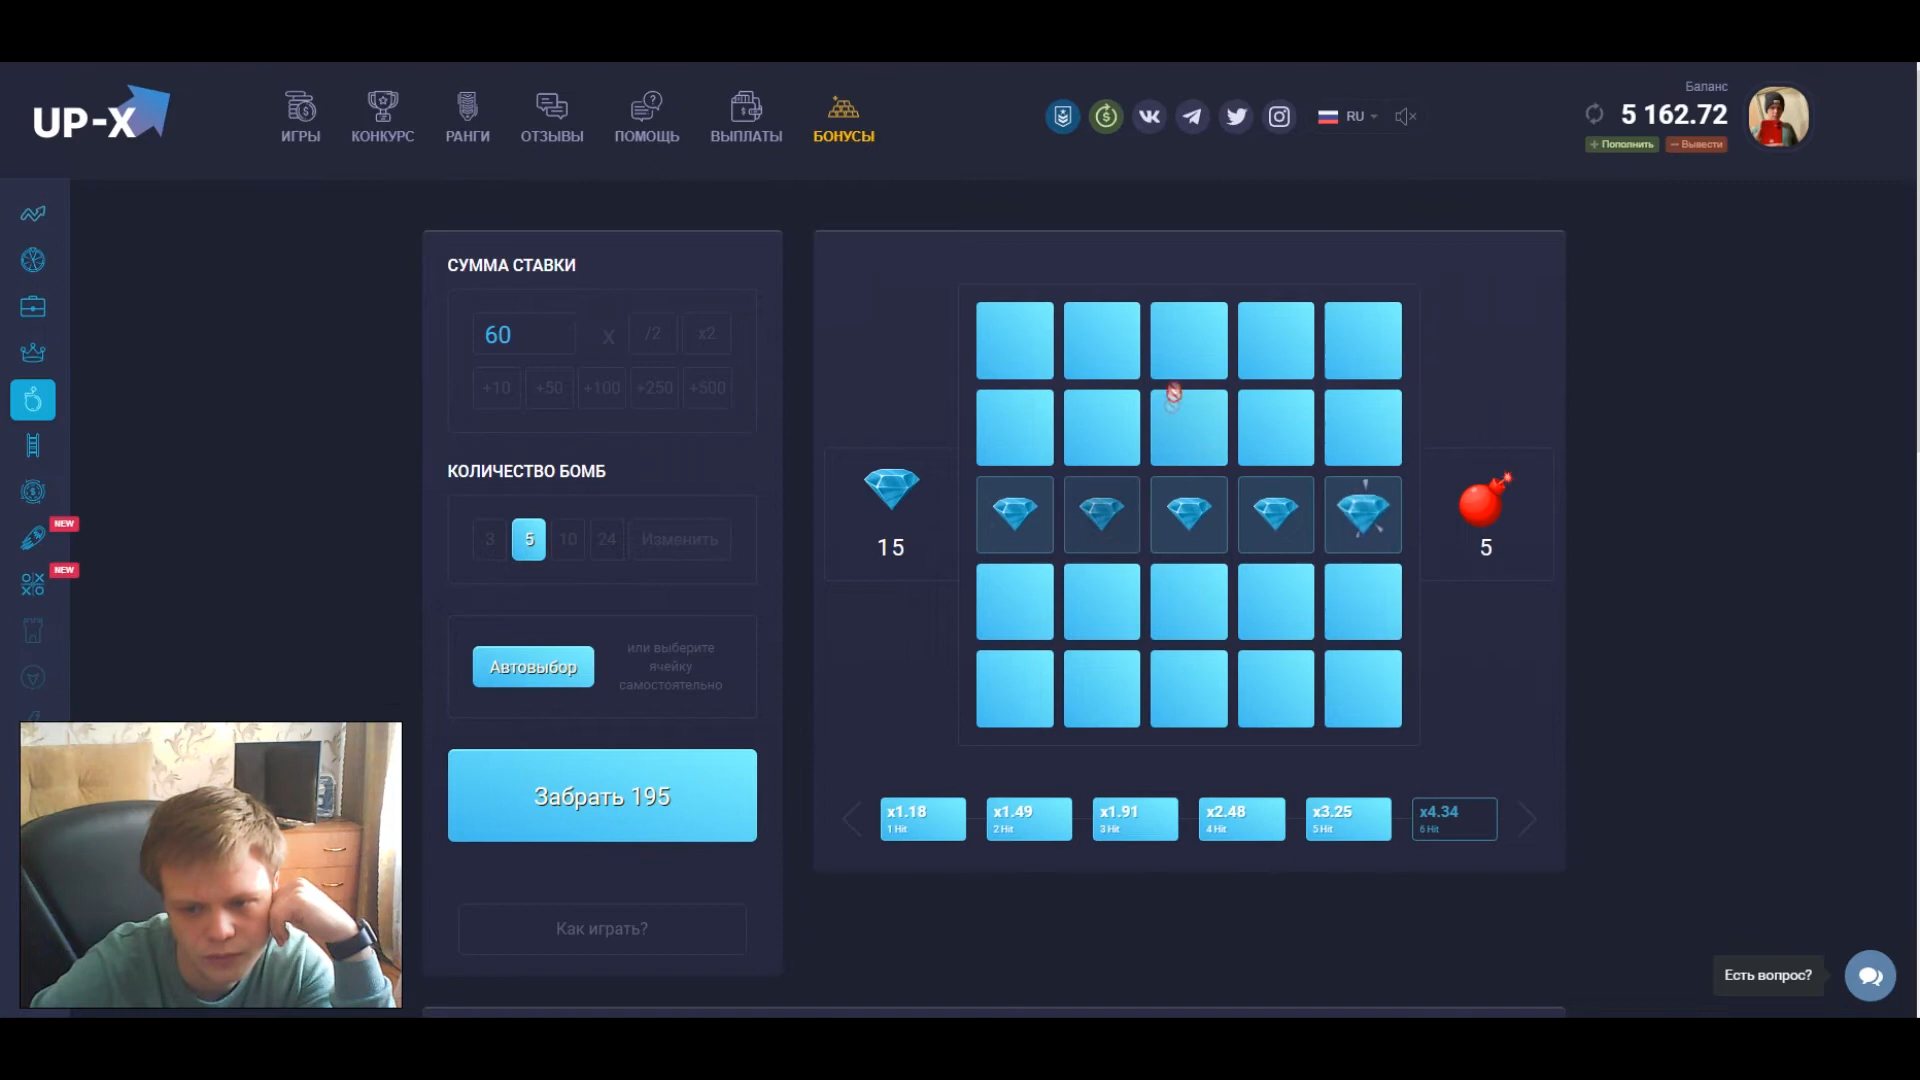 UP-X
ИГРЫ
КОНКУРС
РАНГИ
ОТЗЫВЫ
ПОМОЩЬ
ВЫПЛАТЫ
БОНУСЫ
RU
Баланс
5 162.72
+ Пополнить
− Вывести
NEW
NEW
СУММА СТАВКИ
60
X
/2
x2
+10
+50
+100
+250
+500
КОЛИЧЕСТВО БОМБ
3
5
10
24
Изменить
Автовыбор
или выберите
ячейку
самостоятельно
Забрать 195
Как играть?
15
5
x1.18
1 Hit
x1.49
2 Hit
x1.91
3 Hit
x2.48
4 Hit
x3.25
5 Hit
x4.34
6 Hit
Есть вопрос?